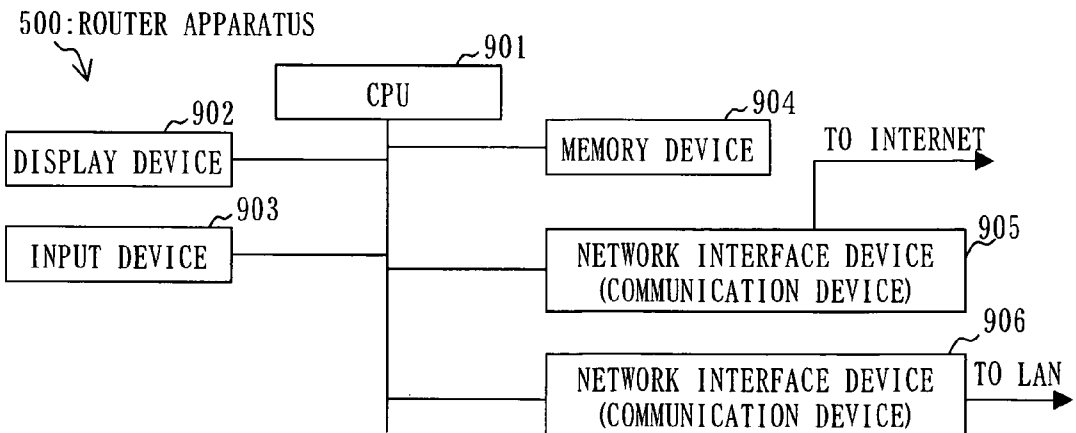 500:ROUTER APPARATUS
901
CPU
902
DISPLAY DEVICE
904
MEMORY DEVICE
TO INTERNET
903
INPUT DEVICE
905
NETWORK INTERFACE DEVICE
(COMMUNICATION DEVICE)
906
NETWORK INTERFACE DEVICE
(COMMUNICATION DEVICE)
TO LAN